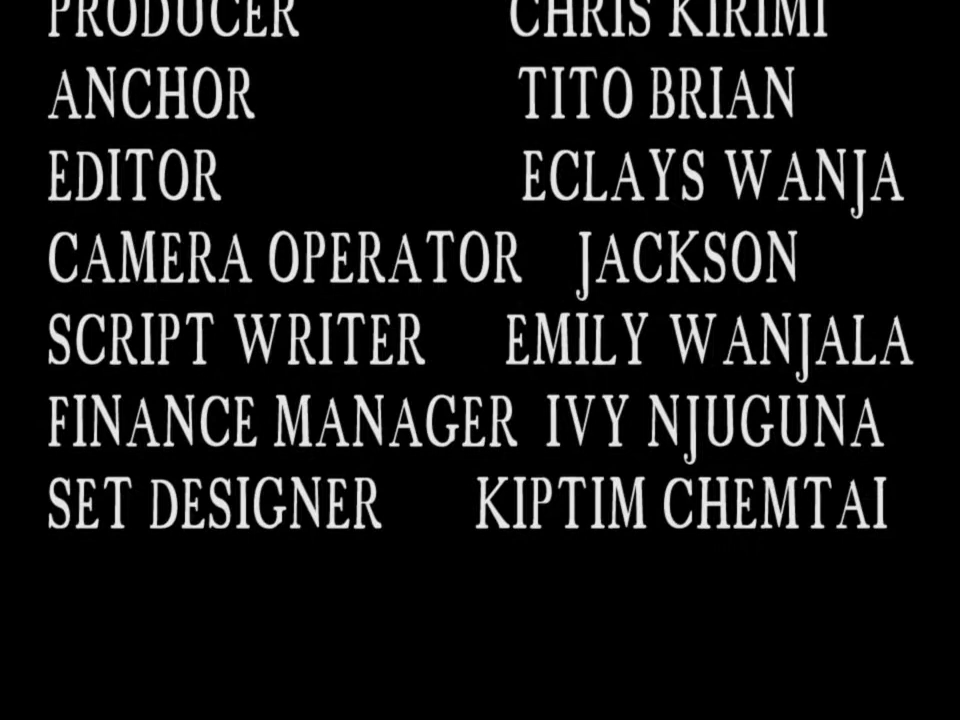 PRODUCER CHRIS KIRIMI
ANCHOR TITO BRIAN
EDITOR ECLAYS WANJA
CAMERA OPERATOR JACKSON
SCRIPT WRITER EMILY WANJALA
FINANCE MANAGER IVY NJUGUNA
SET DESIGNER KIPTIM CHEMTAI